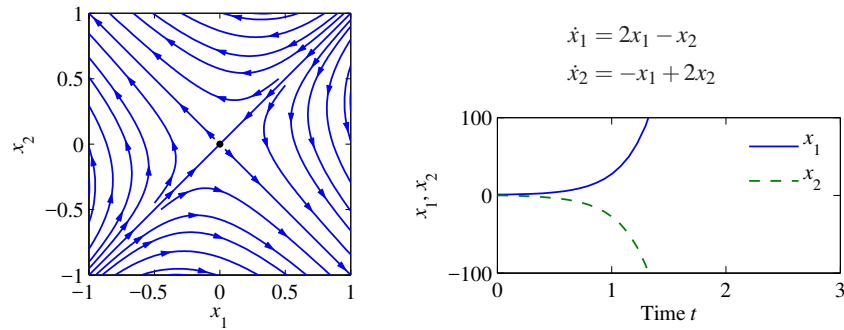 1
0.5
0
−0.5
−1
−1
−0.5
0
0.5
1
x₂
x₁
ẋ₁ = 2x₁ − x₂
ẋ₂ = −x₁ + 2x₂
100
0
−100
x₁, x₂
x₁
x₂
0
1
2
3
Time t